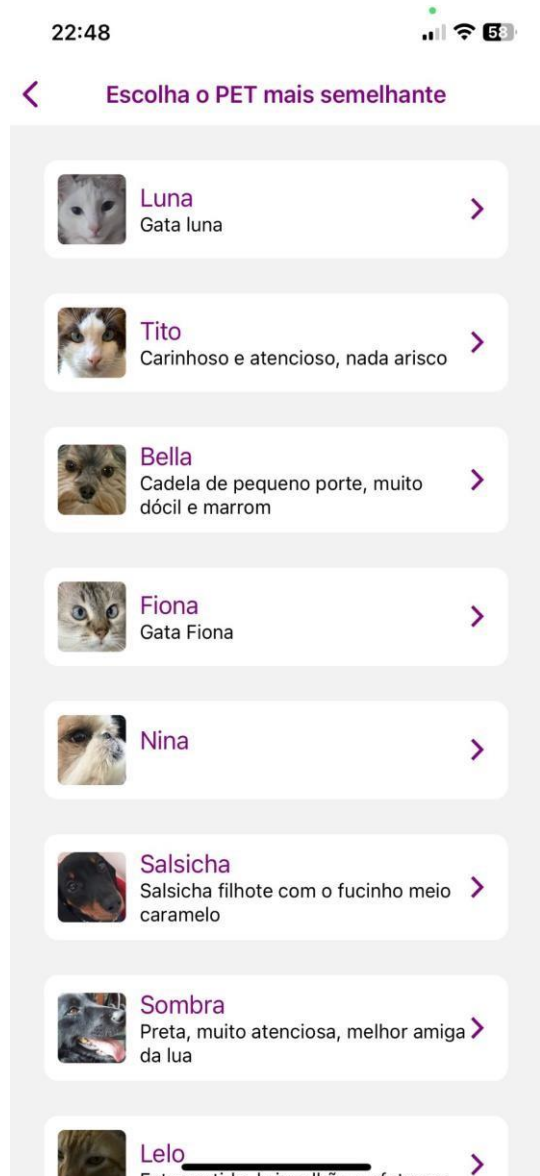 22:48
58
Escolha o PET mais semelhante
Luna
Gata luna
Tito
Carinhoso e atencioso, nada arisco
Bella
Cadela de pequeno porte, muito
dócil e marrom
Fiona
Gata Fiona
Nina
Salsicha
Salsicha filhote com o fucinho meio
caramelo
Sombra
Preta, muito atenciosa, melhor amiga
da lua
Lelo